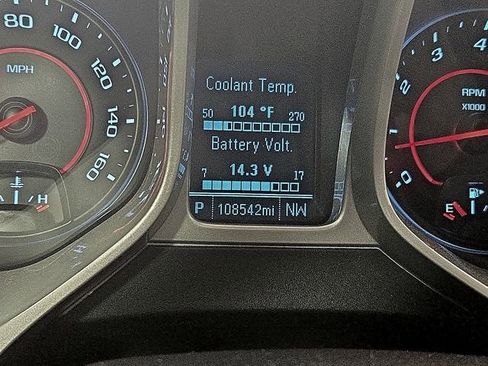 80
100
120
140
160
MPH
H
Coolant Temp.
104 °F
50 270
Battery Volt.
14.3 V
7 17
P 108542mi NW
0
1
2
3
4
RPM
X1000
E